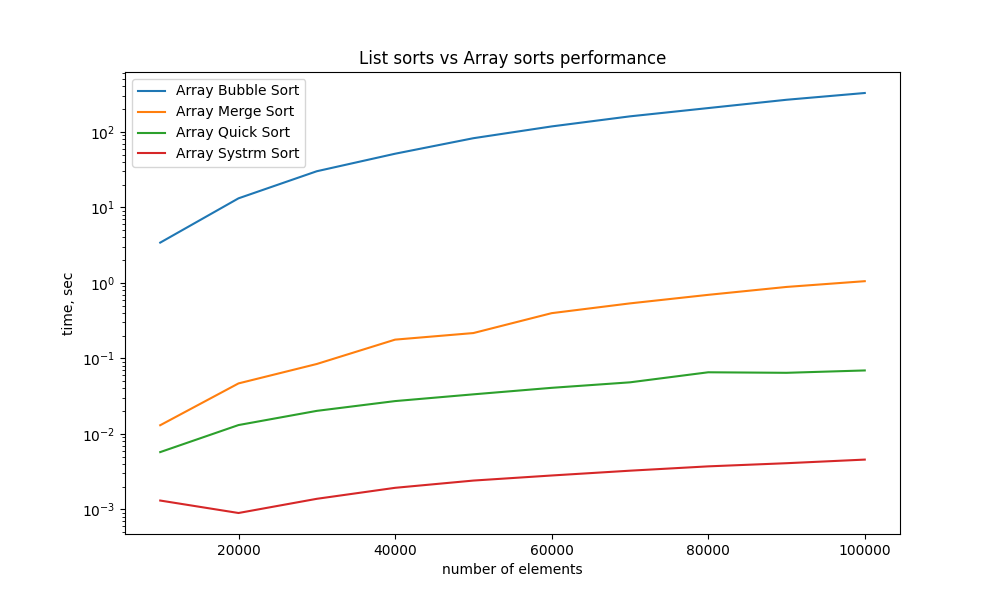 List sorts vs Array sorts performance
Array Bubble Sort
Array Merge Sort
Array Quick Sort
Array Systrm Sort
time, sec
10²
10¹
10⁰
10⁻¹
10⁻²
10⁻³
20000 40000 60000 80000 100000
number of elements